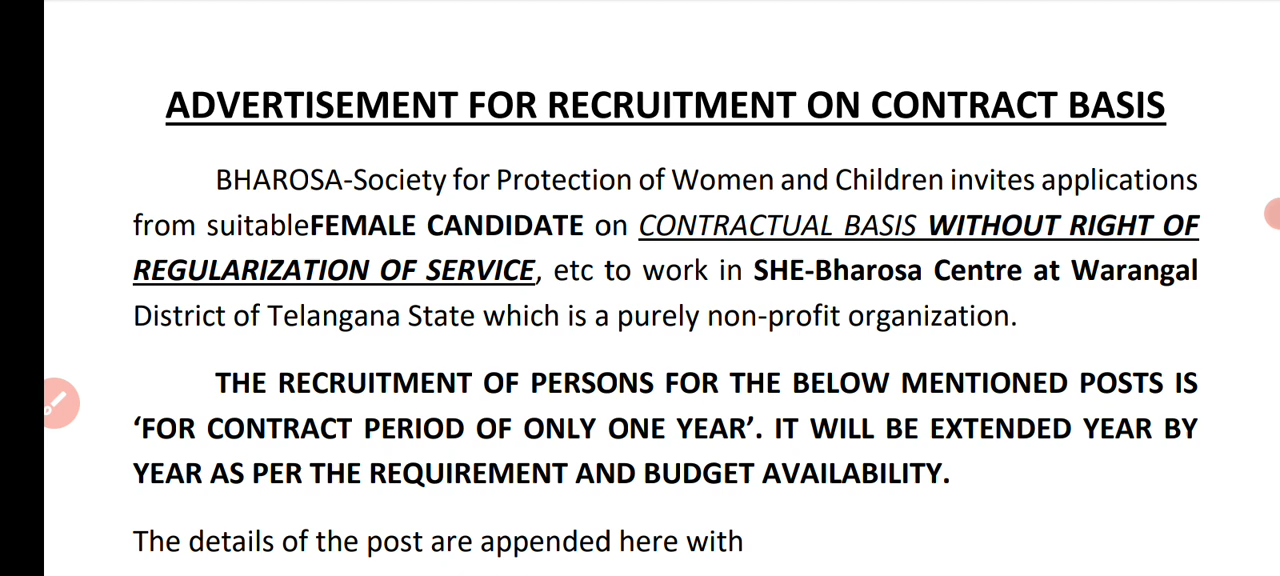 ADVERTISEMENT FOR RECRUITMENT ON CONTRACT BASIS
BHAROSA-Society for Protection of Women and Children invites applications
from suitableFEMALE CANDIDATE on CONTRACTUAL BASIS WITHOUT RIGHT OF
REGULARIZATION OF SERVICE, etc to work in SHE-Bharosa Centre at Warangal
District of Telangana State which is a purely non-profit organization.
THE RECRUITMENT OF PERSONS FOR THE BELOW MENTIONED POSTS IS
‘FOR CONTRACT PERIOD OF ONLY ONE YEAR’. IT WILL BE EXTENDED YEAR BY
YEAR AS PER THE REQUIREMENT AND BUDGET AVAILABILITY.
The details of the post are appended here with